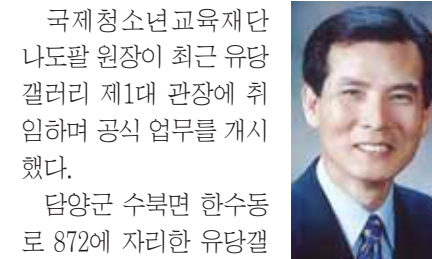 국제청소년교육재단
나도팔 원장이 최근 유당
갤러리 제1대 관장에 취
임하며 공식 업무를 개시
했다.
담양군 수북면 한수동
로 872에 자리한 유당갤